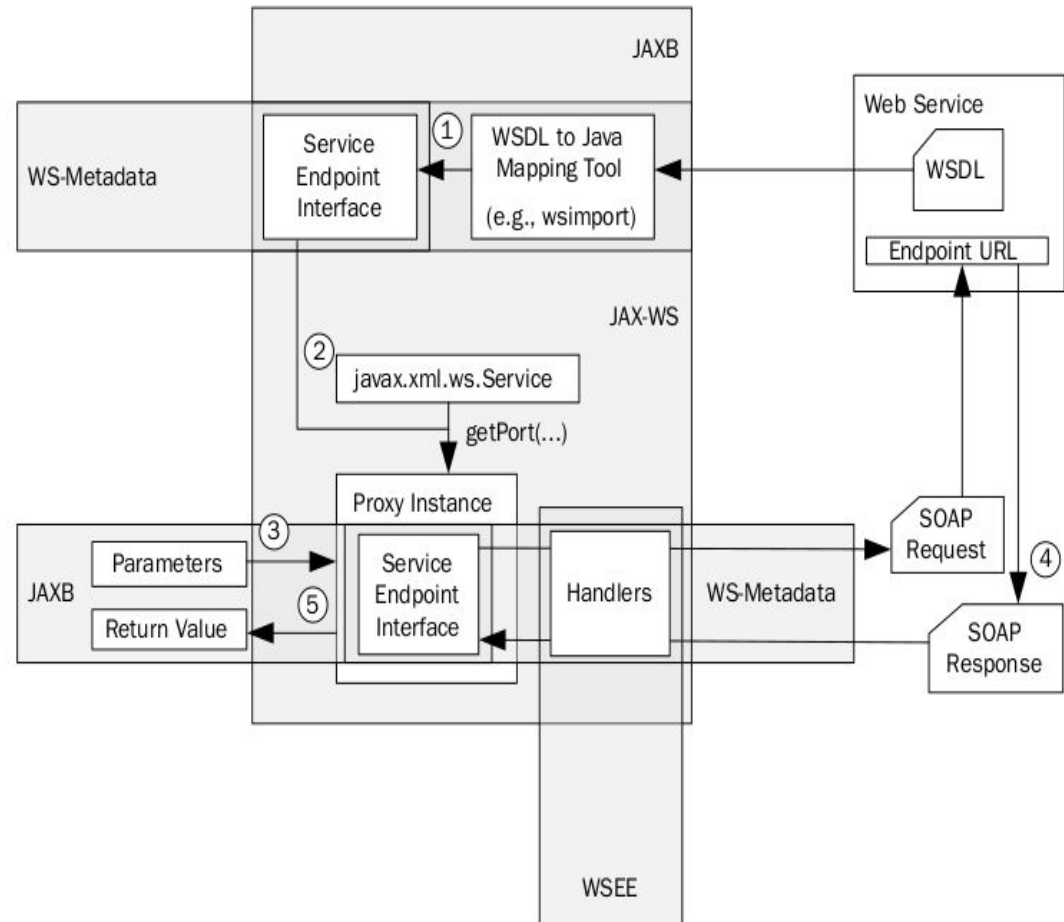 JAXB
Web Service
WS-Metadata
Service
Endpoint
Interface
1
WSDL to Java
Mapping Tool
(e.g., wsimport)
WSDL
Endpoint URL
JAX-WS
2
javax.xml.ws.Service
getPort(...)
Proxy Instance
JAXB
Parameters
3
Return Value
5
Service
Endpoint
Interface
Handlers
WS-Metadata
SOAP
Request
4
SOAP
Response
WSEE